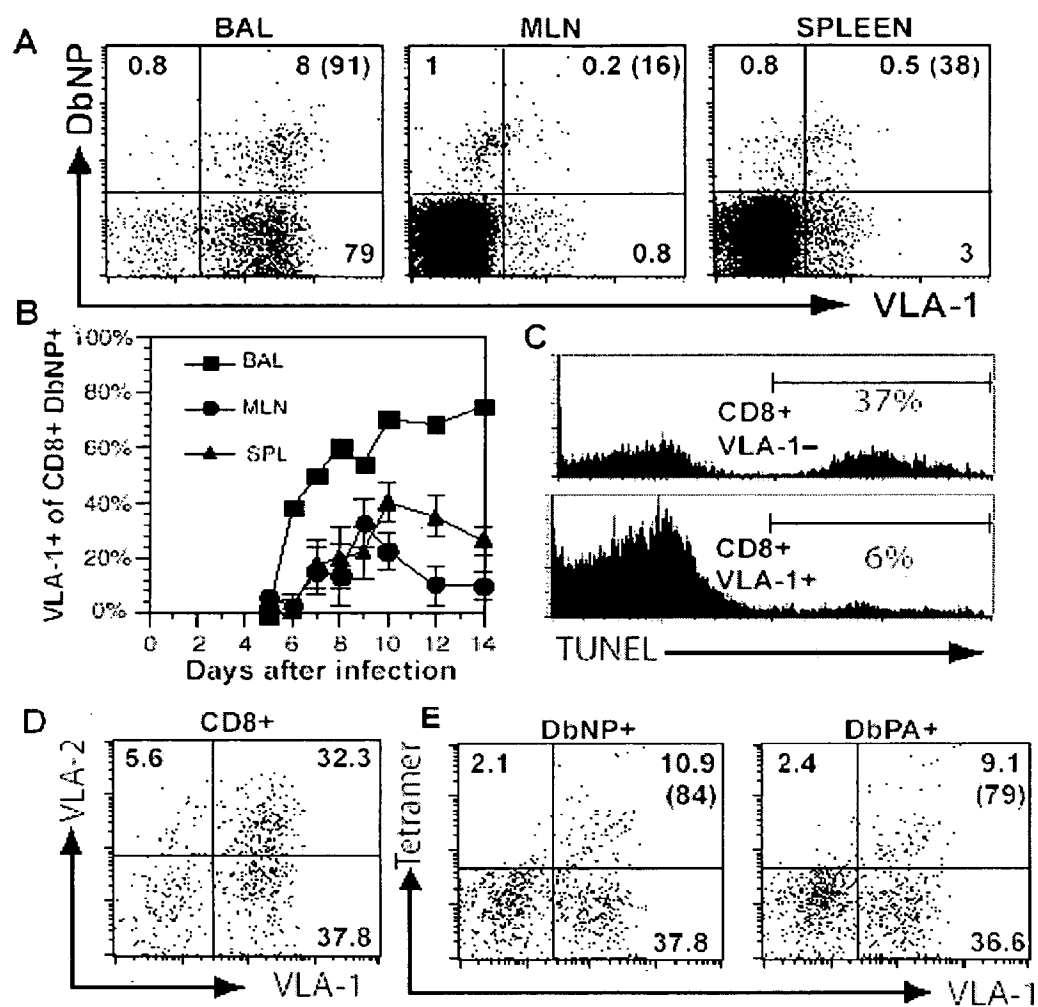 A
BAL
MLN
SPLEEN
DbNP
0.8
8 (91)
79
1
0.2 (16)
0.8
0.8
0.5 (38)
3
VLA-1
B
VLA-1+ of CD8+ DbNP+
100%
80%
60%
40%
20%
0%
BAL
MLN
SPL
0 2 4 6 8 10 12 14
Days after infection
C
CD8+
VLA-1–
37%
CD8+
VLA-1+
6%
TUNEL
D
CD8+
VLA-2
5.6
32.3
37.8
VLA-1
E
DbNP+
DbPA+
Tetramer
2.1
10.9
(84)
37.8
2.4
9.1
(79)
36.6
VLA-1